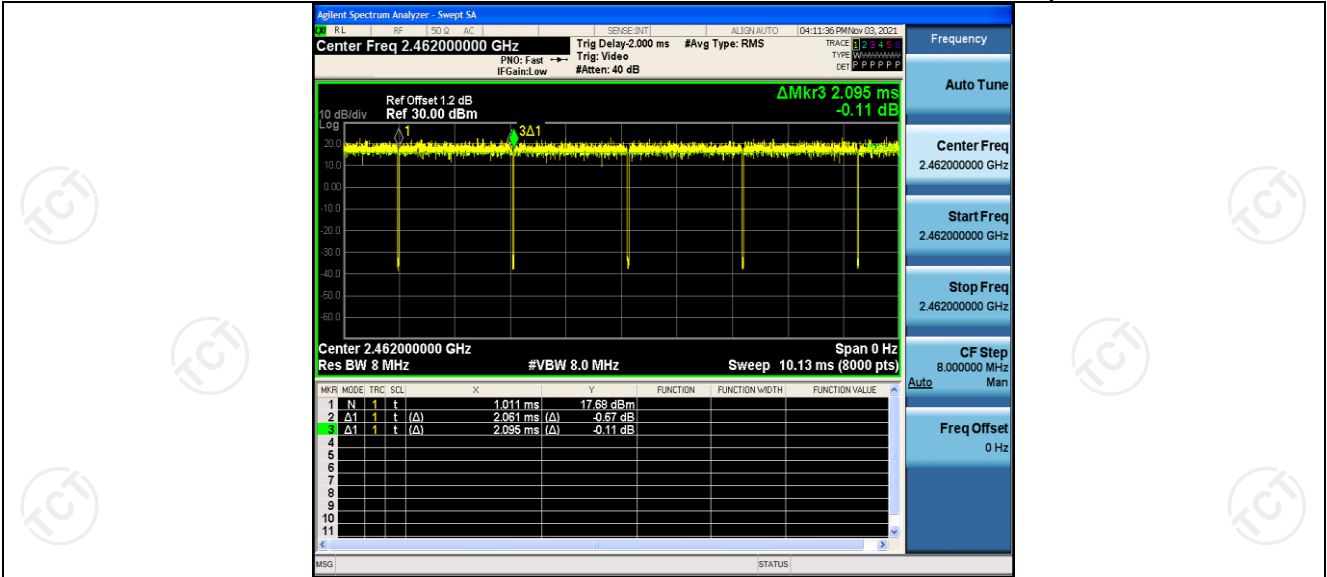 Agilent Spectrum Analyzer - Swept SA
RL RF 50 Ω AC SENSE:INT ALIGN AUTO 04:11:36 PM Nov 03, 2021
Center Freq 2.462000000 GHz Trig Delay-2.000 ms #Avg Type: RMS TRACE 1 2 3 4 5 6
PNO: Fast Trig: Video TYPE
IFGain:Low #Atten: 40 dB DET P P P P P P
Frequency
Auto Tune
Center Freq
2.462000000 GHz
Start Freq
2.462000000 GHz
Stop Freq
2.462000000 GHz
CF Step
8.000000 MHz
Auto Man
Freq Offset
0 Hz
ΔMkr3 2.095 ms
-0.11 dB
Ref Offset 1.2 dB
10 dB/div Ref 30.00 dBm
Log
1 3Δ1
20.0
10.0
0.00
-10.0
-20.0
-30.0
-40.0
-50.0
-60.0
Center 2.462000000 GHz Span 0 Hz
Res BW 8 MHz #VBW 8.0 MHz Sweep 10.13 ms (8000 pts)
MKR MODE TRC SCL X Y FUNCTION FUNCTION WIDTH FUNCTION VALUE
1 N 1 t 1.011 ms 17.68 dBm
2 Δ1 1 t (Δ) 2.061 ms (Δ) -0.67 dB
3 Δ1 1 t (Δ) 2.095 ms (Δ) -0.11 dB
4
5
6
7
8
9
10
11
MSG STATUS
TCT
TCT
TCT
TCT
TCT
TCT